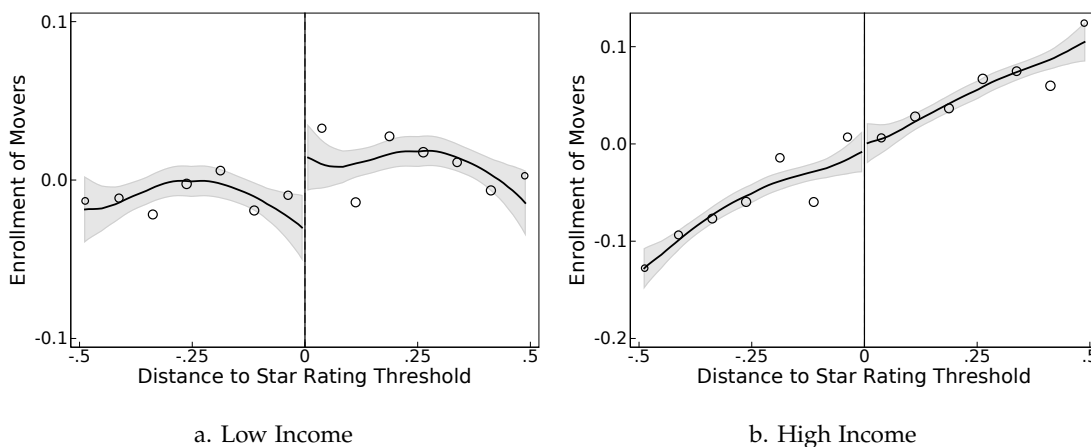 0.1
0.0
-0.1
Enrollment of Movers
-.5 -.25 0 .25 .5
Distance to Star Rating Threshold
a. Low Income
0.1
0.0
-0.1
-0.2
Enrollment of Movers
-.5 -.25 0 .25 .5
Distance to Star Rating Threshold
b. High Income